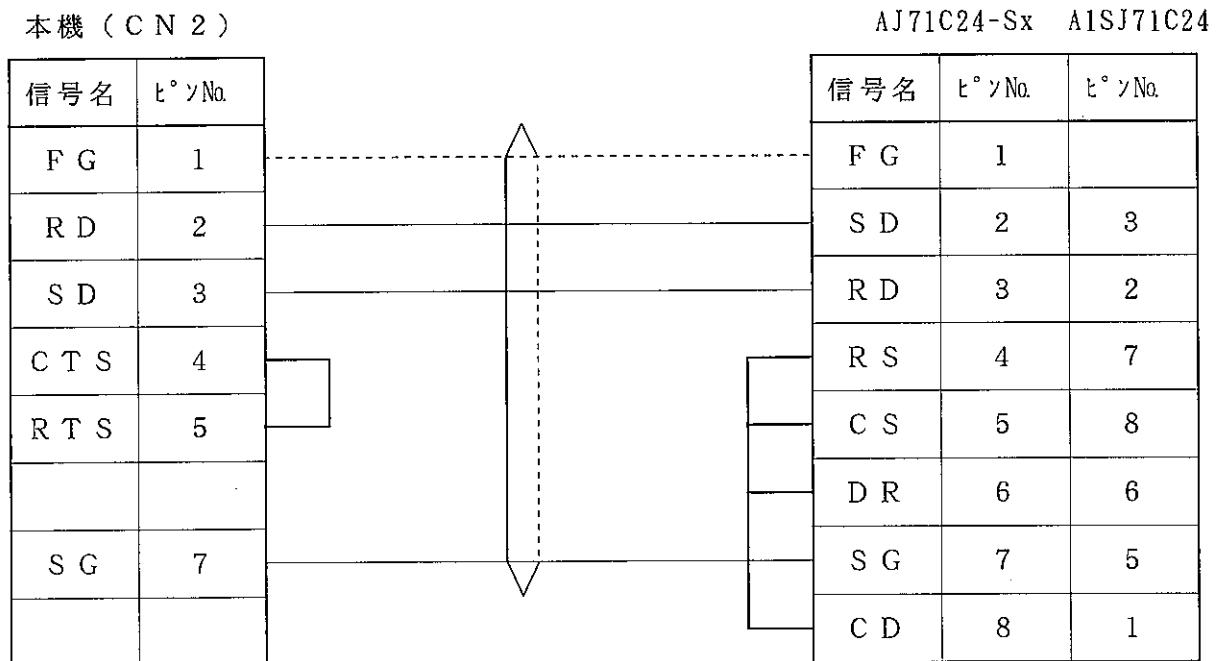 本機(CN2)
AJ71C24-Sx A1SJ71C24
信号名 ピンNo.
FG 1
RD 2
SD 3
CTS 4
RTS 5
SG 7
信号名 ピンNo. ピンNo.
FG 1
SD 2 3
RD 3 2
RS 4 7
CS 5 8
DR 6 6
SG 7 5
CD 8 1